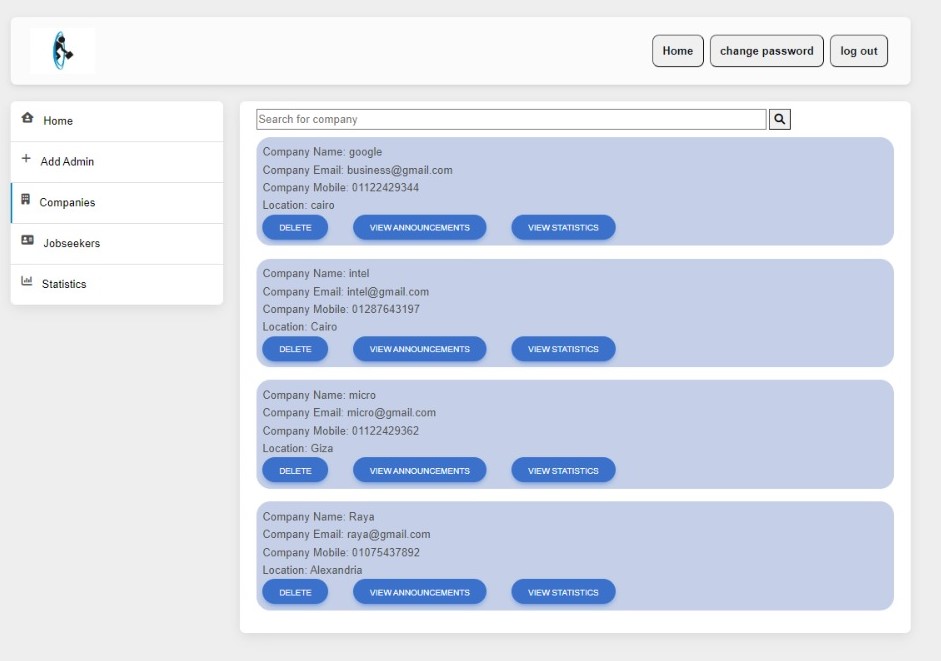 Home change password log out
Home
Add Admin
Companies
Jobseekers
Statistics
Search for company
Company Name: google
Company Email: business@gmail.com
Company Mobile: 01122429344
Location: cairo
DELETE VIEW ANNOUNCEMENTS VIEW STATISTICS
Company Name: intel
Company Email: intel@gmail.com
Company Mobile: 01287643197
Location: Cairo
DELETE VIEW ANNOUNCEMENTS VIEW STATISTICS
Company Name: micro
Company Email: micro@gmail.com
Company Mobile: 01122429362
Location: Giza
DELETE VIEW ANNOUNCEMENTS VIEW STATISTICS
Company Name: Raya
Company Email: raya@gmail.com
Company Mobile: 01075437892
Location: Alexandria
DELETE VIEW ANNOUNCEMENTS VIEW STATISTICS